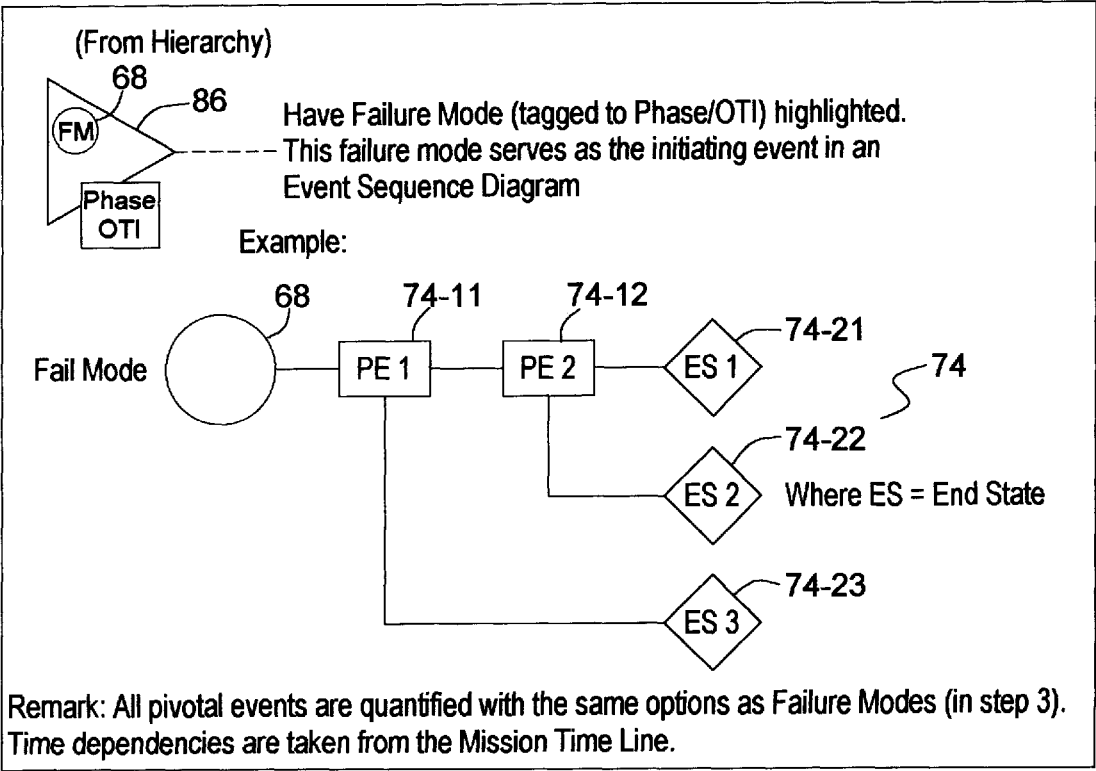 (From Hierarchy)
68
86
FM
Have Failure Mode (tagged to Phase/OTI) highlighted.
This failure mode serves as the initiating event in an
Event Sequence Diagram
Phase
OTI
Example:
68
74-11
74-12
74-21
Fail Mode
PE 1
PE 2
ES 1
74
74-22
ES 2
Where ES = End State
74-23
ES 3
Remark: All pivotal events are quantified with the same options as Failure Modes (in step 3).
Time dependencies are taken from the Mission Time Line.